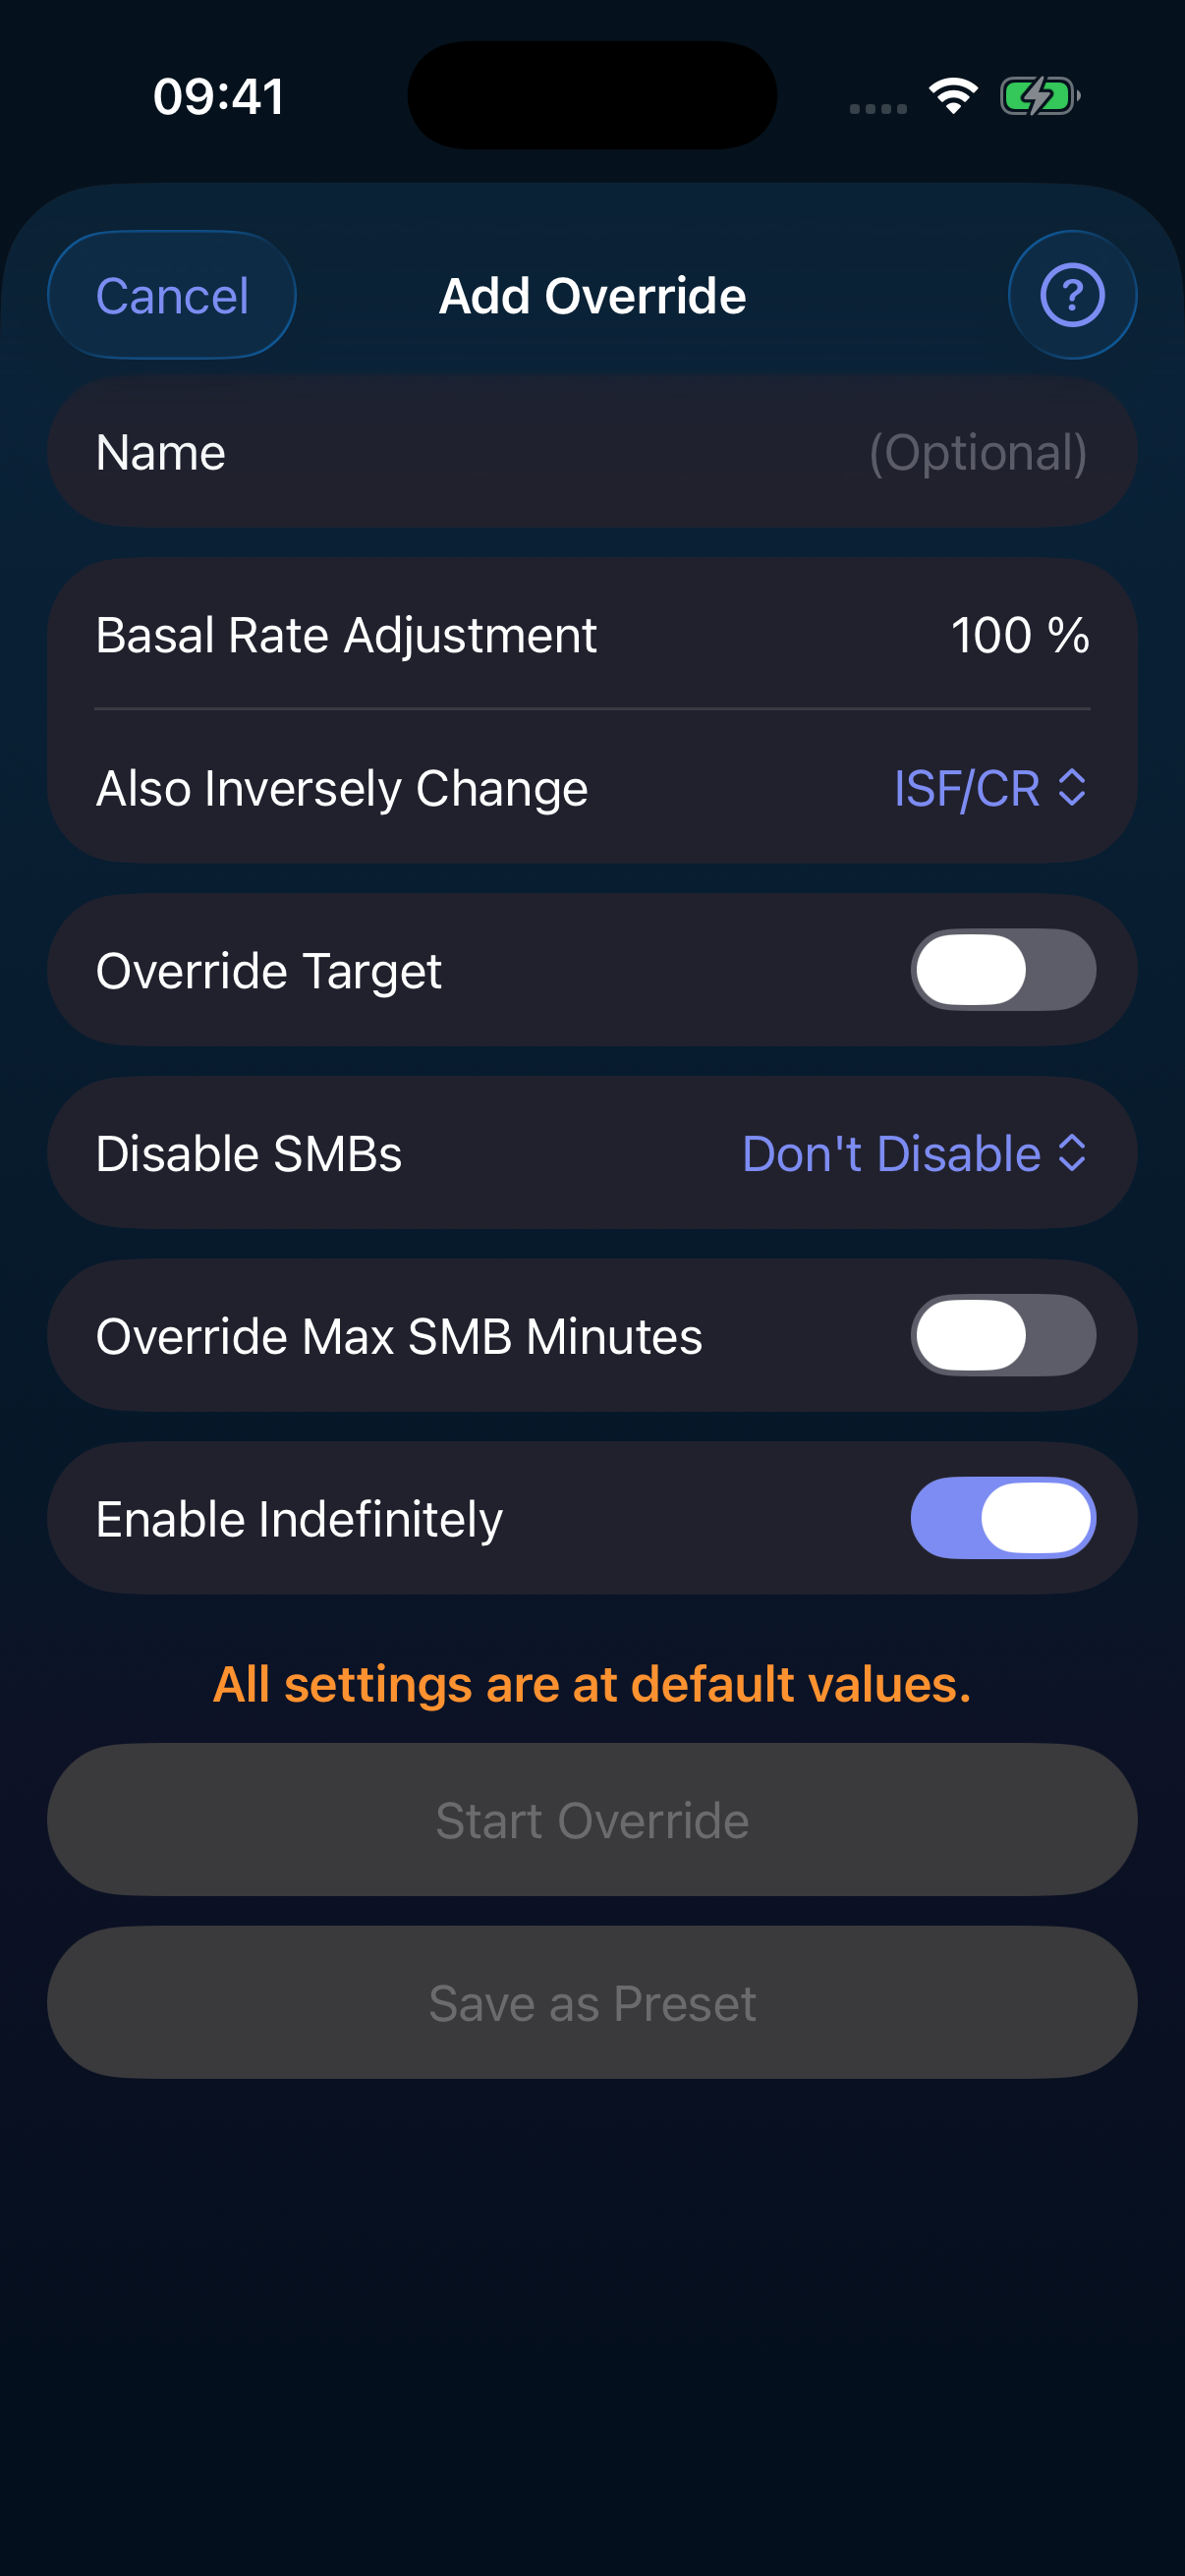 09:41
Cancel
Add Override
?
Name
(Optional)
Basal Rate Adjustment
100 %
Also Inversely Change
ISF/CR
Override Target
Disable SMBs
Don't Disable
Override Max SMB Minutes
Enable Indefinitely
All settings are at default values.
Start Override
Save as Preset